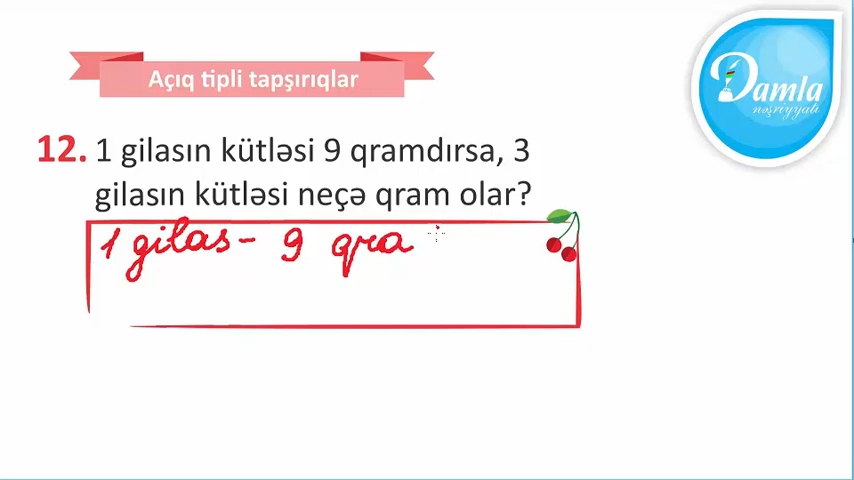 Açıq tipli tapşırıqlar
Damla
nəşriyyatı
12. 1 gilasın kütləsi 9 qramdırsa, 3
gilasın kütləsi neçə qram olar?
1 gilas - 9 qra